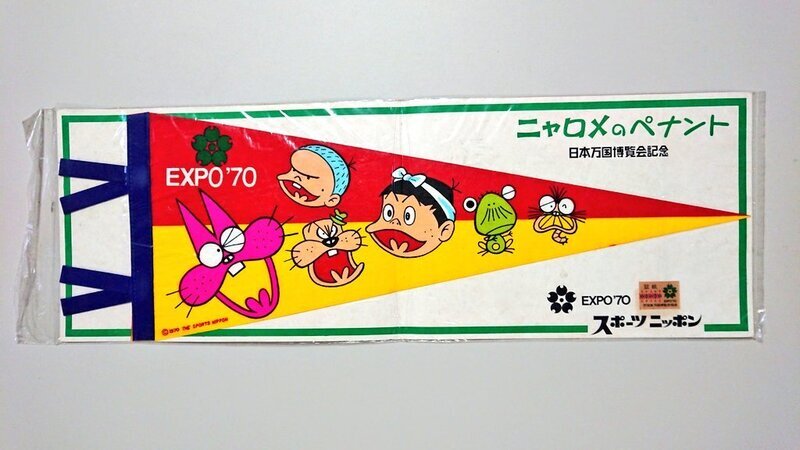 ニャロメのペナント
日本万国博覧会記念
EXPO'70
EXPO'70
スポーツニッポン
©1970 THE SPORTS NIPPON